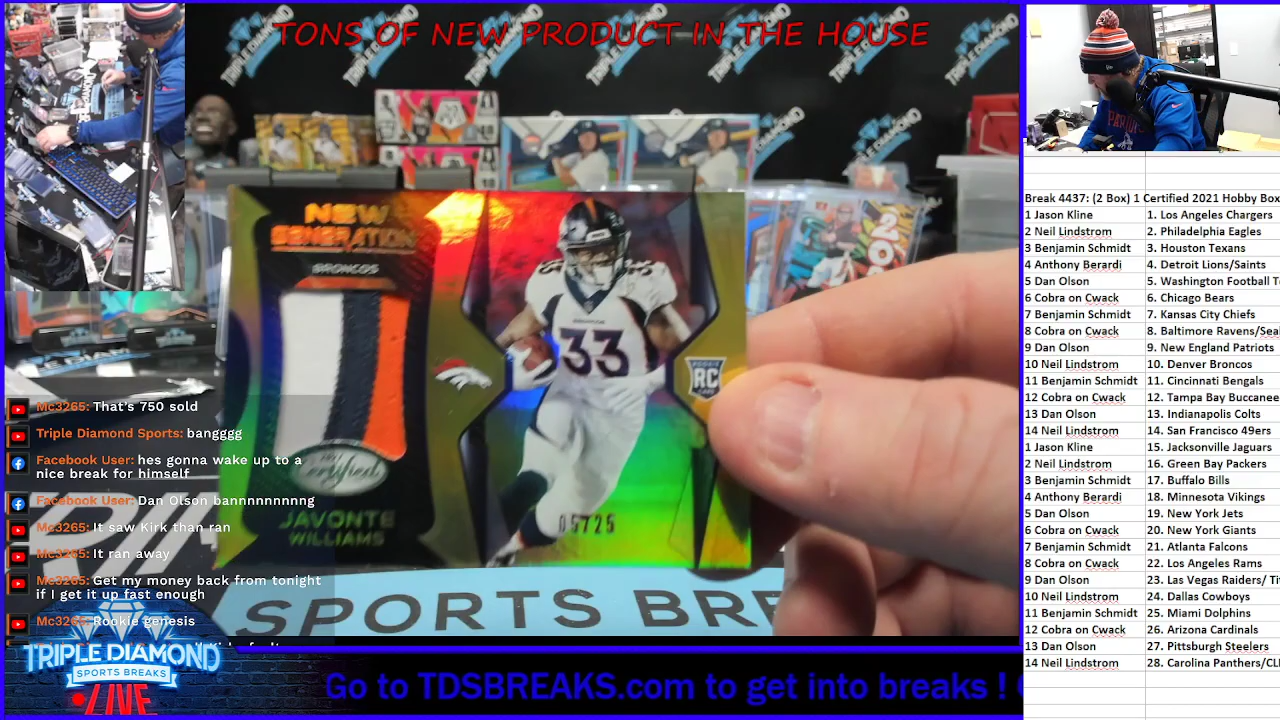 TONS OF NEW PRODUCT IN THE HOUSE
NEW
GENERATION
BRONCOS
33
ROOKIE
RC
Certified
JAVONTE
WILLIAMS
05/25
SPORTS BRE
Mc3265: That's 750 sold
Triple Diamond Sports: bangggg
Facebook User: hes gonna wake up to a
nice break for himself
Facebook User: Dan Olson bannnnnnnng
Mc3265: It saw Kirk than ran
Mc3265: It ran away
Mc3265: Get my money back from tonight
if I get it up fast enough
Mc3265: Rookie genesis
TRIPLE DIAMOND
SPORTS BREAKS
LIVE
Go to TDSBREAKS.com to get into breaks!
Break 4437: (2 Box) 1 Certified 2021 Hobby Box
1 Jason Kline 1. Los Angeles Chargers
2 Neil Lindstrom 2. Philadelphia Eagles
3 Benjamin Schmidt 3. Houston Texans
4 Anthony Berardi 4. Detroit Lions/Saints
5 Dan Olson 5. Washington Football T
6 Cobra on Cwack 6. Chicago Bears
7 Benjamin Schmidt 7. Kansas City Chiefs
8 Cobra on Cwack 8. Baltimore Ravens/Sea
9 Dan Olson 9. New England Patriots
10 Neil Lindstrom 10. Denver Broncos
11 Benjamin Schmidt 11. Cincinnati Bengals
12 Cobra on Cwack 12. Tampa Bay Buccanee
13 Dan Olson 13. Indianapolis Colts
14 Neil Lindstrom 14. San Francisco 49ers
1 Jason Kline 15. Jacksonville Jaguars
2 Neil Lindstrom 16. Green Bay Packers
3 Benjamin Schmidt 17. Buffalo Bills
4 Anthony Berardi 18. Minnesota Vikings
5 Dan Olson 19. New York Jets
6 Cobra on Cwack 20. New York Giants
7 Benjamin Schmidt 21. Atlanta Falcons
8 Cobra on Cwack 22. Los Angeles Rams
9 Dan Olson 23. Las Vegas Raiders/ Ti
10 Neil Lindstrom 24. Dallas Cowboys
11 Benjamin Schmidt 25. Miami Dolphins
12 Cobra on Cwack 26. Arizona Cardinals
13 Dan Olson 27. Pittsburgh Steelers
14 Neil Lindstrom